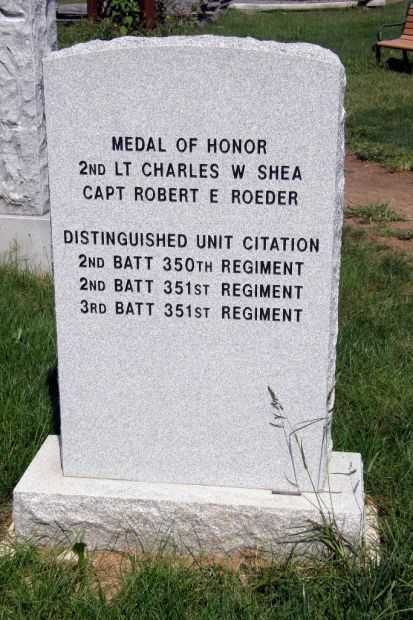 MEDAL OF HONOR
2ND LT CHARLES W SHEA
CAPT ROBERT E ROEDER
DISTINGUISHED UNIT CITATION
2ND BATT 350TH REGIMENT
2ND BATT 351ST REGIMENT
3RD BATT 351ST REGIMENT